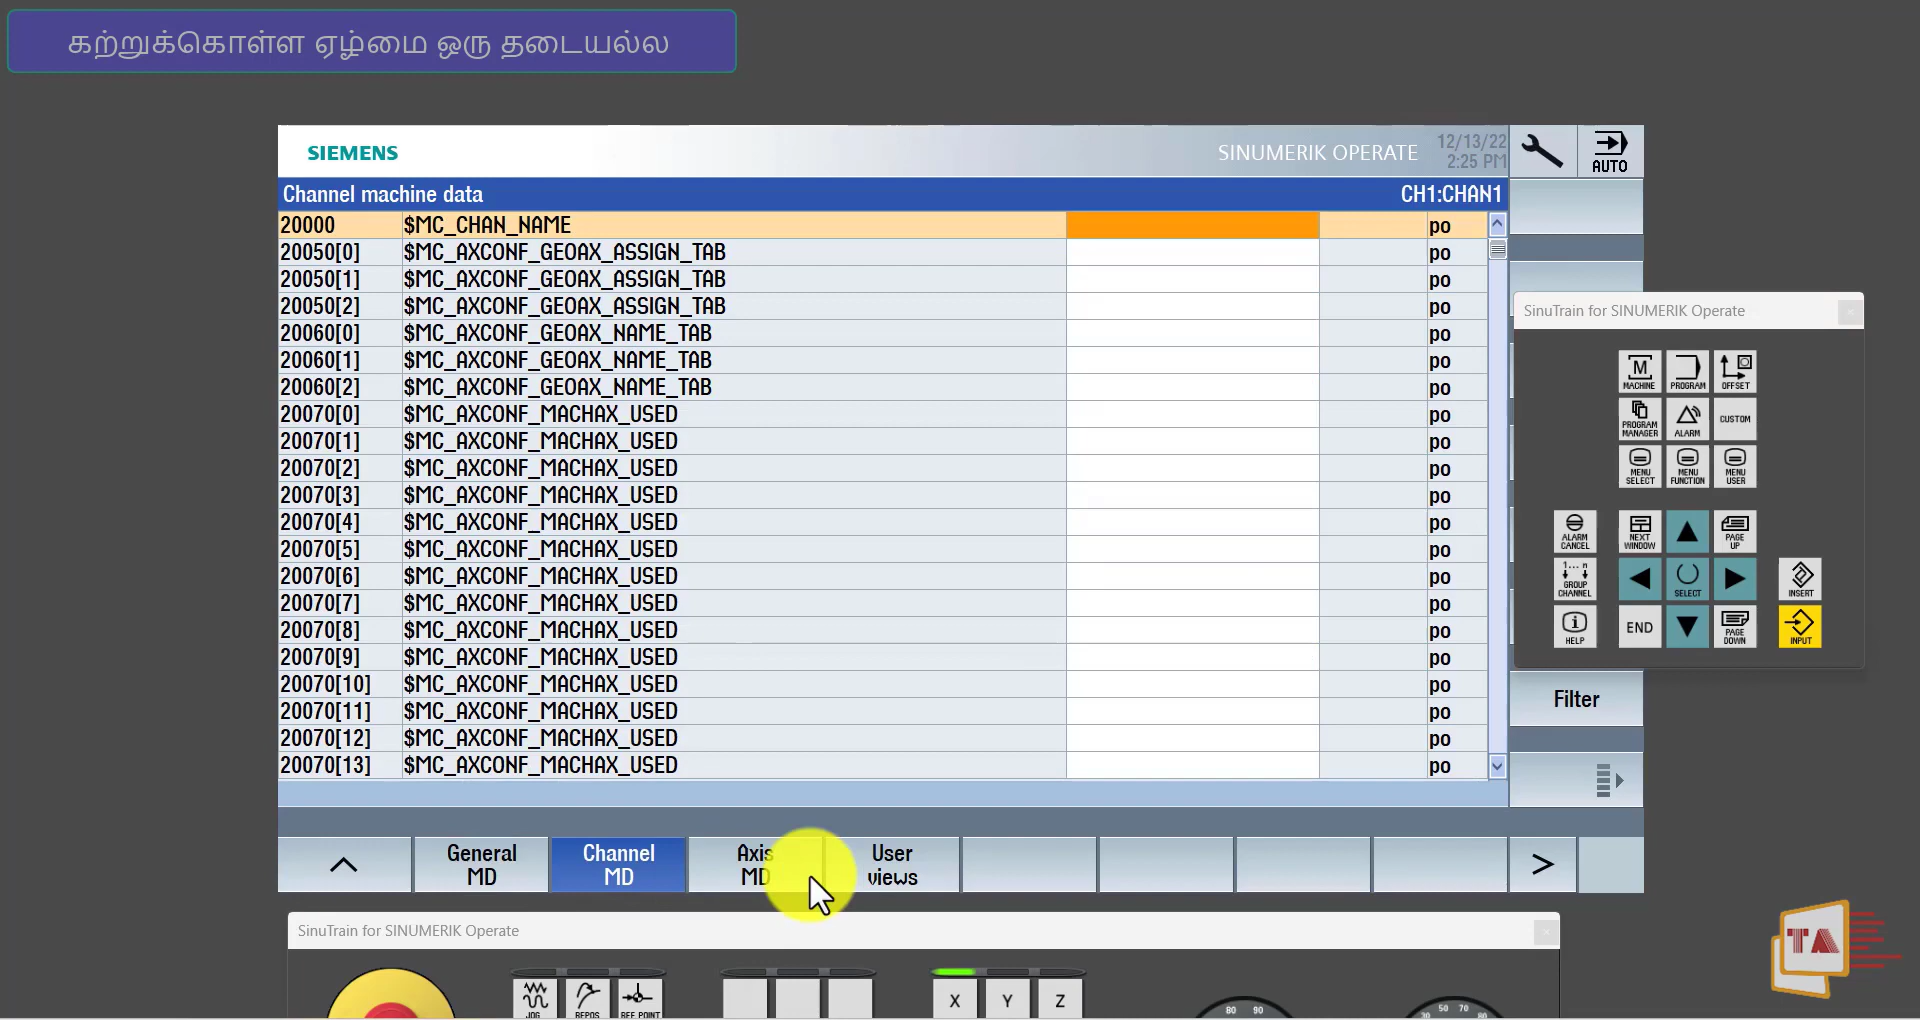 கற்றுக்கொள்ள ஏழ்மை ஒரு தடையல்ல
SIEMENS
SINUMERIK OPERATE
12/13/22
2:25 PM
AUTO
Channel machine data
CH1:CHAN1
20000 $MC_CHAN_NAME po
20050[0] $MC_AXCONF_GEOAX_ASSIGN_TAB po
20050[1] $MC_AXCONF_GEOAX_ASSIGN_TAB po
20050[2] $MC_AXCONF_GEOAX_ASSIGN_TAB po
20060[0] $MC_AXCONF_GEOAX_NAME_TAB po
20060[1] $MC_AXCONF_GEOAX_NAME_TAB po
20060[2] $MC_AXCONF_GEOAX_NAME_TAB po
20070[0] $MC_AXCONF_MACHAX_USED po
20070[1] $MC_AXCONF_MACHAX_USED po
20070[2] $MC_AXCONF_MACHAX_USED po
20070[3] $MC_AXCONF_MACHAX_USED po
20070[4] $MC_AXCONF_MACHAX_USED po
20070[5] $MC_AXCONF_MACHAX_USED po
20070[6] $MC_AXCONF_MACHAX_USED po
20070[7] $MC_AXCONF_MACHAX_USED po
20070[8] $MC_AXCONF_MACHAX_USED po
20070[9] $MC_AXCONF_MACHAX_USED po
20070[10] $MC_AXCONF_MACHAX_USED po
20070[11] $MC_AXCONF_MACHAX_USED po
20070[12] $MC_AXCONF_MACHAX_USED po
20070[13] $MC_AXCONF_MACHAX_USED po
SinuTrain for SINUMERIK Operate
M
MACHINE
PROGRAM
OFFSET
PROGRAM
MANAGER
ALARM
CUSTOM
MENU
SELECT
MENU
FUNCTION
MENU
USER
ALARM
CANCEL
NEXT
WINDOW
PAGE
UP
1... n
GROUP
CHANNEL
SELECT
INSERT
HELP
END
PAGE
DOWN
INPUT
Filter
General
MD
Channel
MD
Axis
MD
User
views
>
SinuTrain for SINUMERIK Operate
JOG
REPOS
REF POINT
X
Y
Z
80 90
30 50 70 80
TA